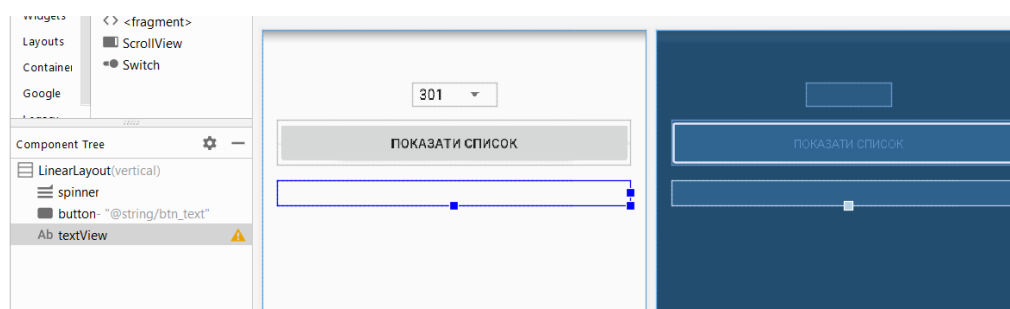 Widgets
Layouts
Container
Google
<fragment>
ScrollView
Switch
Component Tree
LinearLayout(vertical)
spinner
button- "@string/btn_text"
Ab textView
301
ПОКАЗАТИ СПИСОК
ПОКАЗАТИ СПИСОК